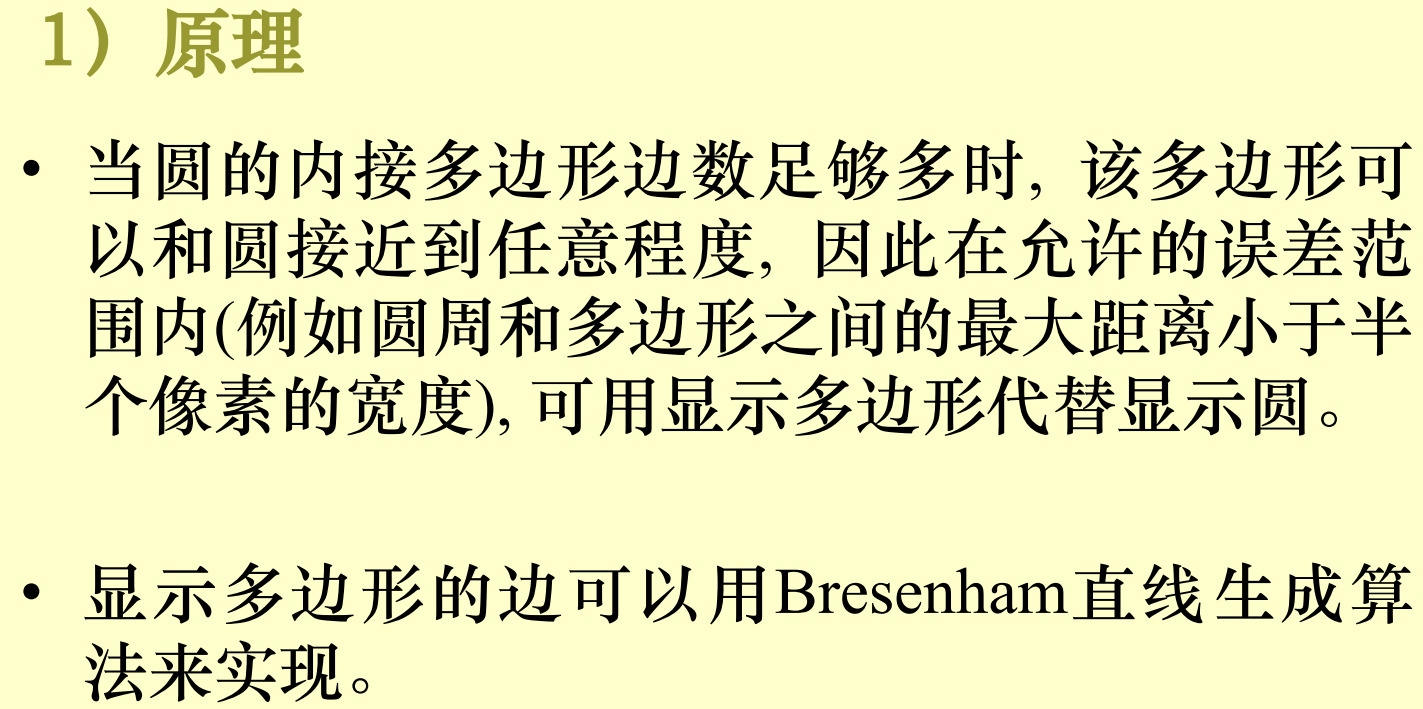 1）原理
• 当圆的内接多边形边数足够多时, 该多边形可
以和圆接近到任意程度, 因此在允许的误差范
围内(例如圆周和多边形之间的最大距离小于半
个像素的宽度), 可用显示多边形代替显示圆。
• 显示多边形的边可以用Bresenham直线生成算
法来实现。